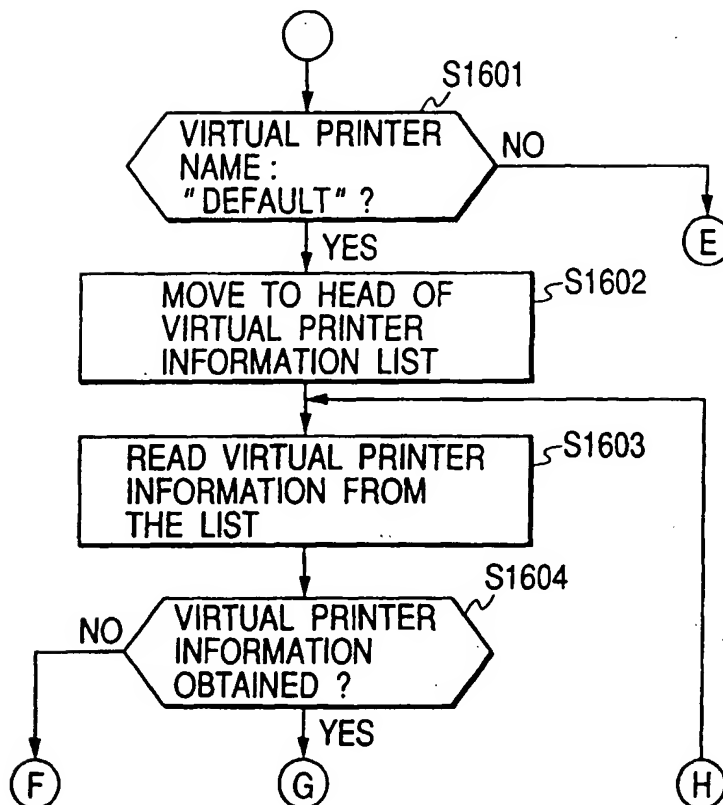 S1601
VIRTUAL PRINTER
NAME:
"DEFAULT" ?
NO
E
YES
MOVE TO HEAD OF
VIRTUAL PRINTER
INFORMATION LIST
S1602
READ VIRTUAL PRINTER
INFORMATION FROM
THE LIST
S1603
S1604
VIRTUAL PRINTER
INFORMATION
OBTAINED ?
NO
YES
F
G
H